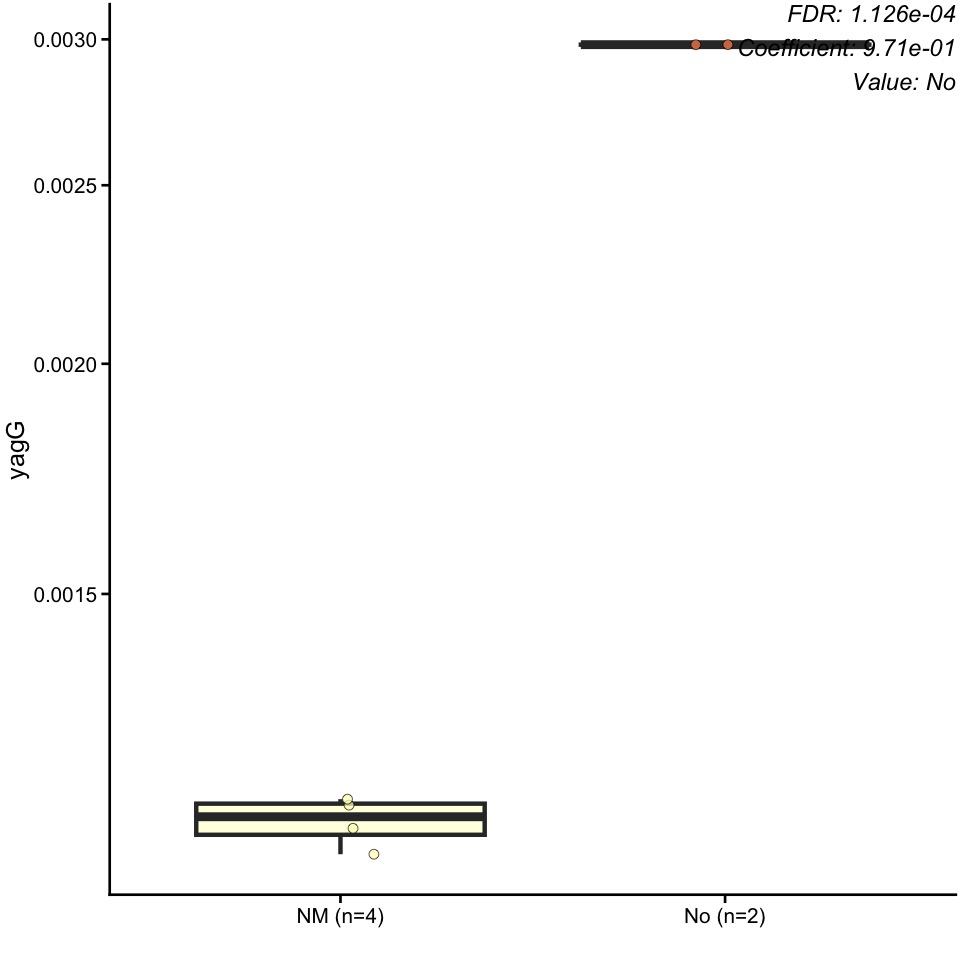 FDR: 1.126e-04
Coefficient: 9.71e-01
Value: No
0.0030
0.0025
0.0020
0.0015
yagG
NM (n=4)
No (n=2)